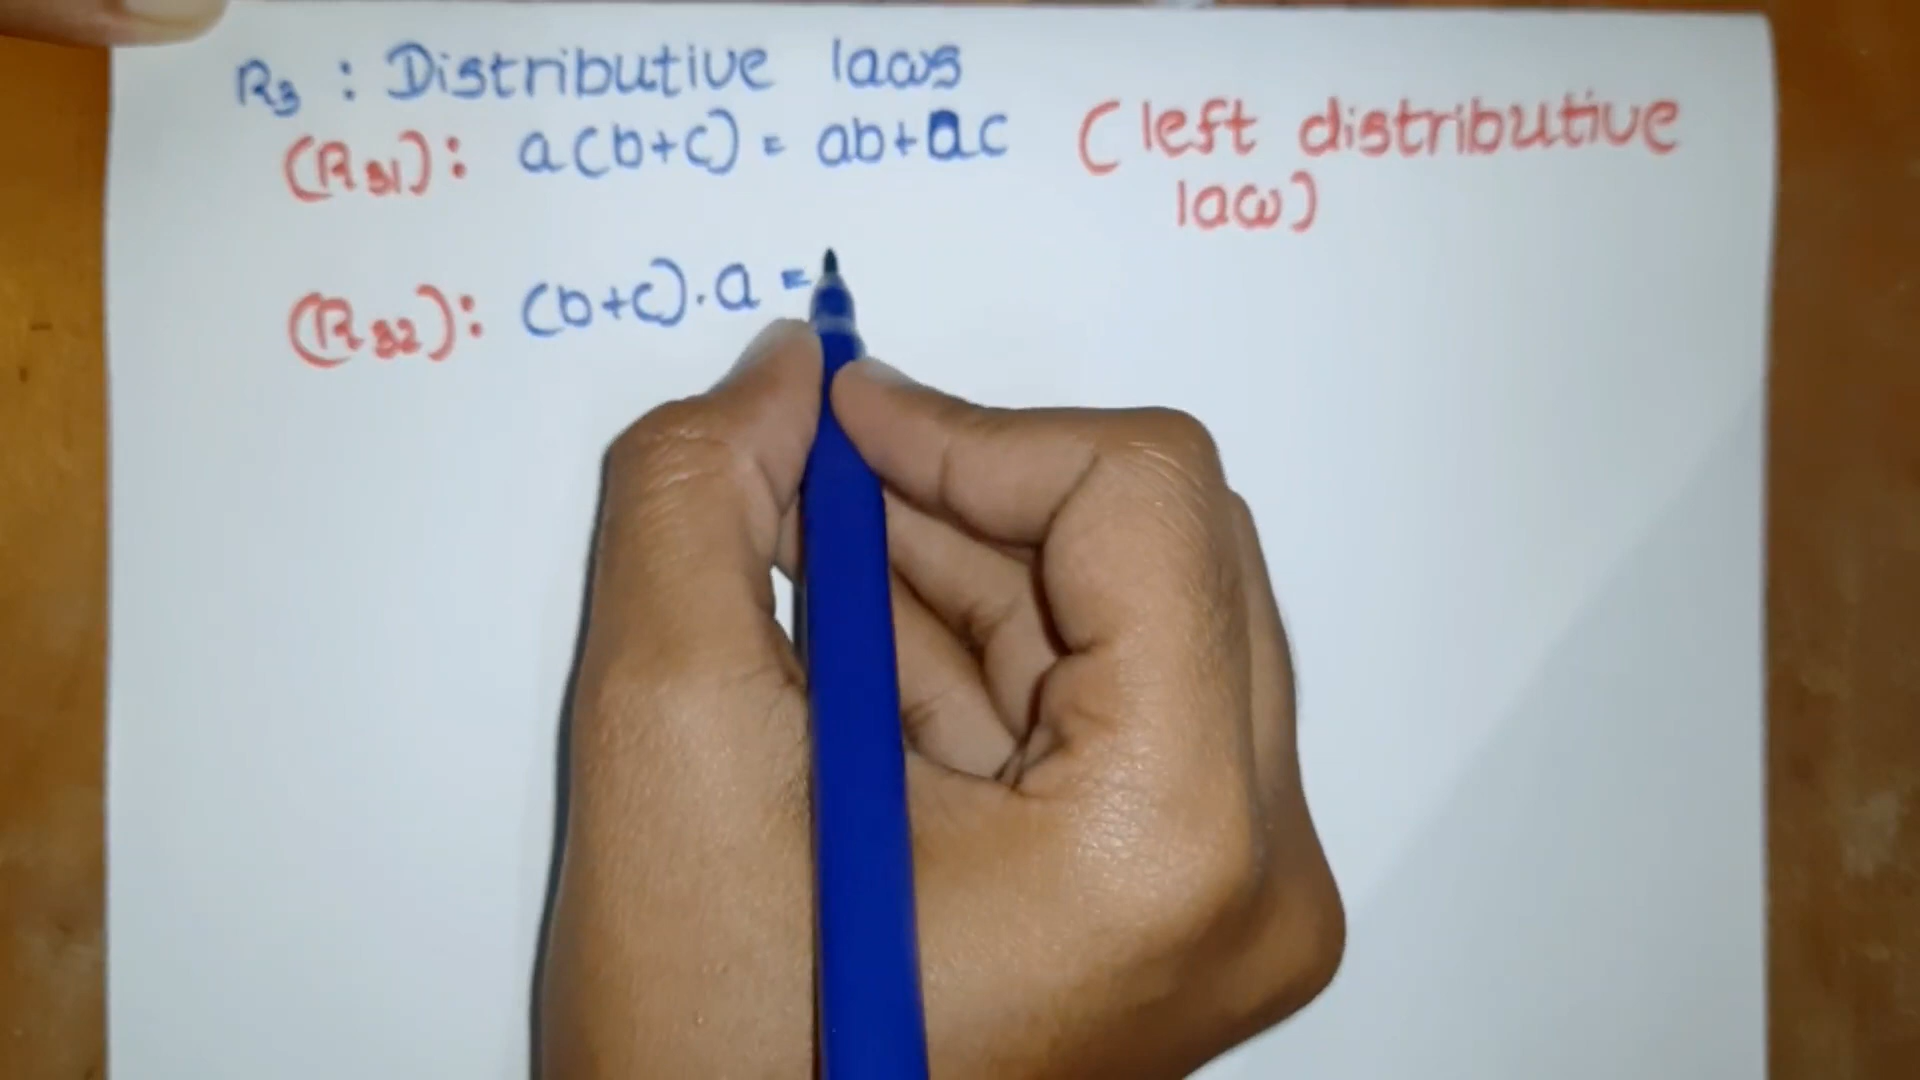 R3 : Distributive laws
(R31): a(b+c) = ab+ac (left distributive
law)
(R32): (b+c).a =